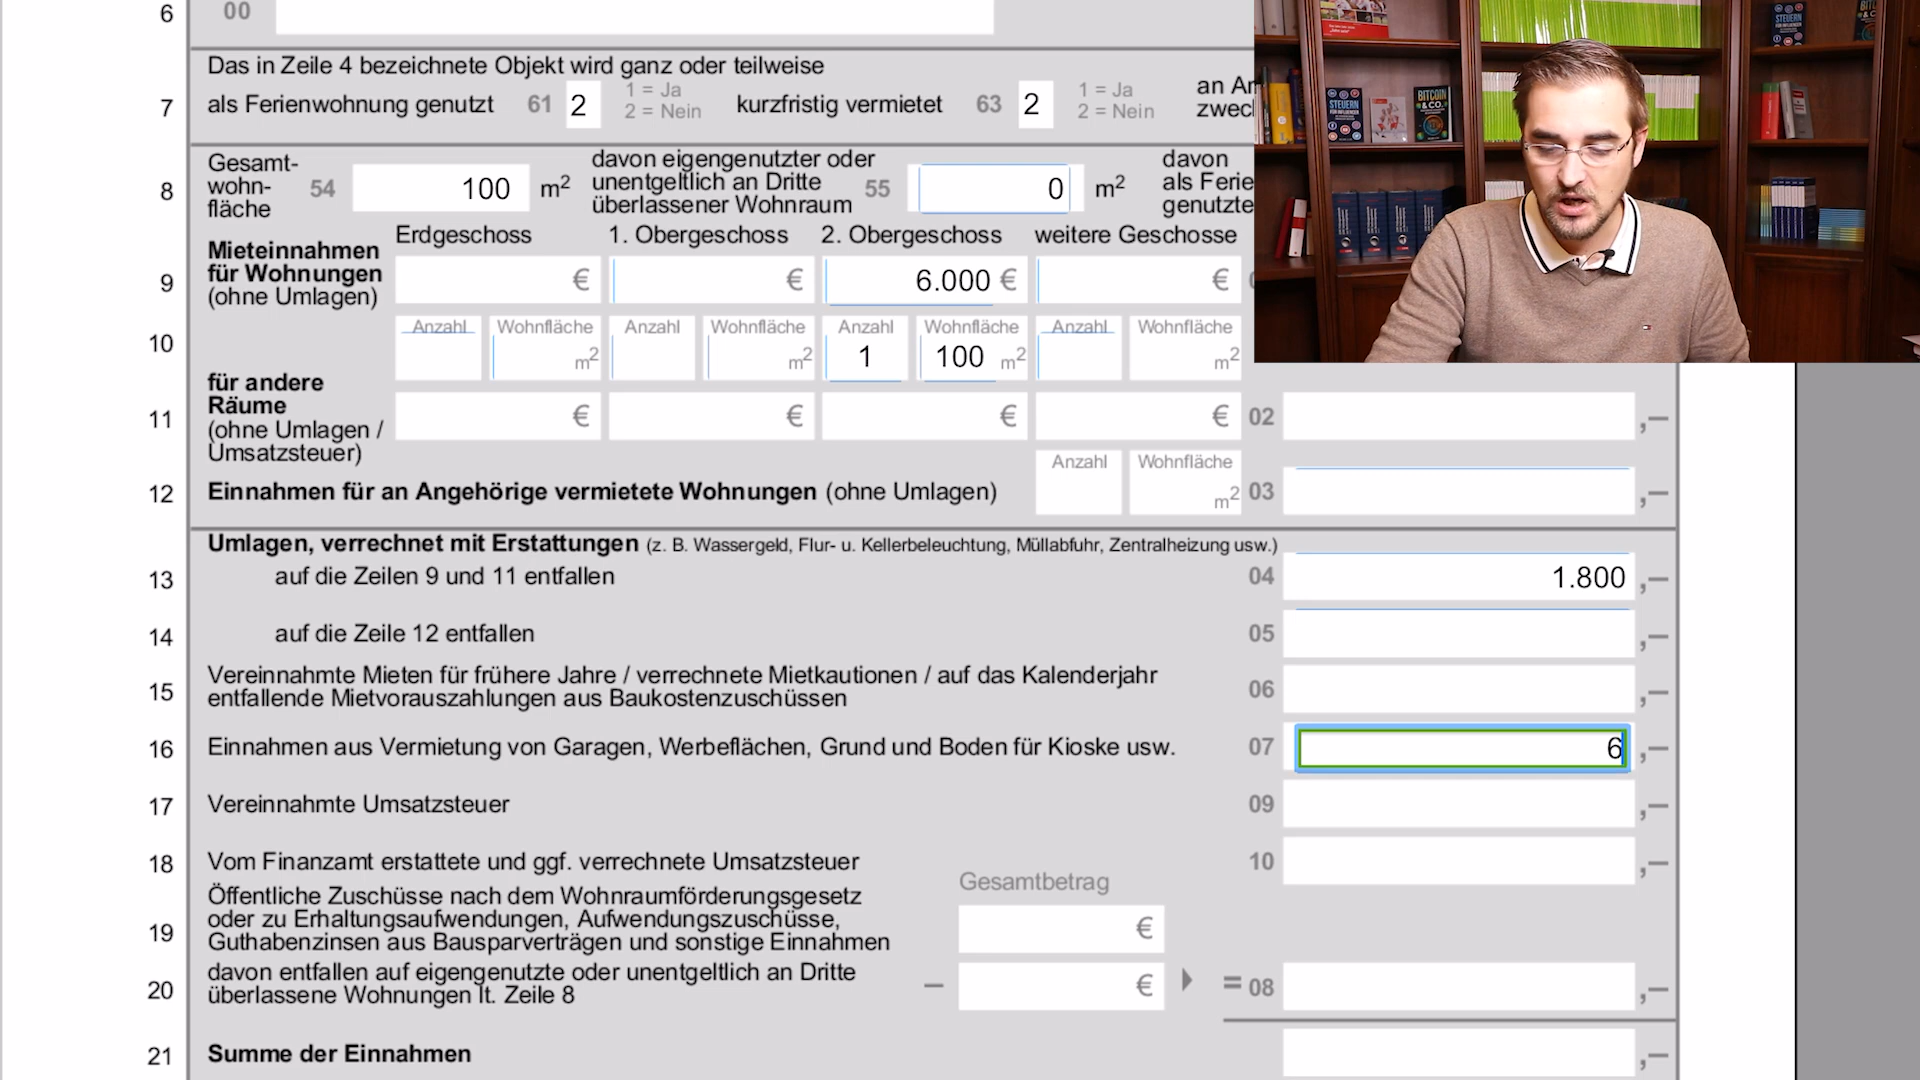 6 00
Das in Zeile 4 bezeichnete Objekt wird ganz oder teilweise
7 als Ferienwohnung genutzt 61 2 1 = Ja 2 = Nein kurzfristig vermietet 63 2 1 = Ja 2 = Nein
Gesamt-
wohn-
fläche
8 54 100 m²
davon eigengenutzter oder
unentgeltlich an Dritte
überlassener Wohnraum
55 0 m²
davon
als
genutzte
Erdgeschoss 1. Obergeschoss 2. Obergeschoss weitere Geschosse
Mieteinnahmen
für Wohnungen
(ohne Umlagen)
9 € € 6.000 € €
Anzahl Wohnfläche Anzahl Wohnfläche Anzahl Wohnfläche Anzahl Wohnfläche
10 m² m² 1 100 m² m²
für andere
Räume
(ohne Umlagen /
Umsatzsteuer)
11 € € € € 02 ,–
Anzahl Wohnfläche
12 Einnahmen für an Angehörige vermietete Wohnungen (ohne Umlagen) m² 03 ,–
Umlagen, verrechnet mit Erstattungen (z. B. Wassergeld, Flur- u. Kellerbeleuchtung, Müllabfuhr, Zentralheizung usw.)
13 auf die Zeilen 9 und 11 entfallen 04 1.800 ,–
14 auf die Zeile 12 entfallen 05 ,–
Vereinnahmte Mieten für frühere Jahre / verrechnete Mietkautionen / auf das Kalenderjahr
15 entfallende Mietvorauszahlungen aus Baukostenzuschüssen 06 ,–
16 Einnahmen aus Vermietung von Garagen, Werbeflächen, Grund und Boden für Kioske usw. 07 6 ,–
17 Vereinnahmte Umsatzsteuer 09 ,–
18 Vom Finanzamt erstattete und ggf. verrechnete Umsatzsteuer 10 ,–
Gesamtbetrag
Öffentliche Zuschüsse nach dem Wohnraumförderungsgesetz
oder zu Erhaltungsaufwendungen, Aufwendungszuschüsse,
19 Guthabenzinsen aus Bausparverträgen und sonstige Einnahmen €
davon entfallen auf eigengenutzte oder unentgeltlich an Dritte
20 überlassene Wohnungen lt. Zeile 8 – € = 08 ,–
21 Summe der Einnahmen ,–
STEUERN
BITCOIN
& CO.
STEUERN